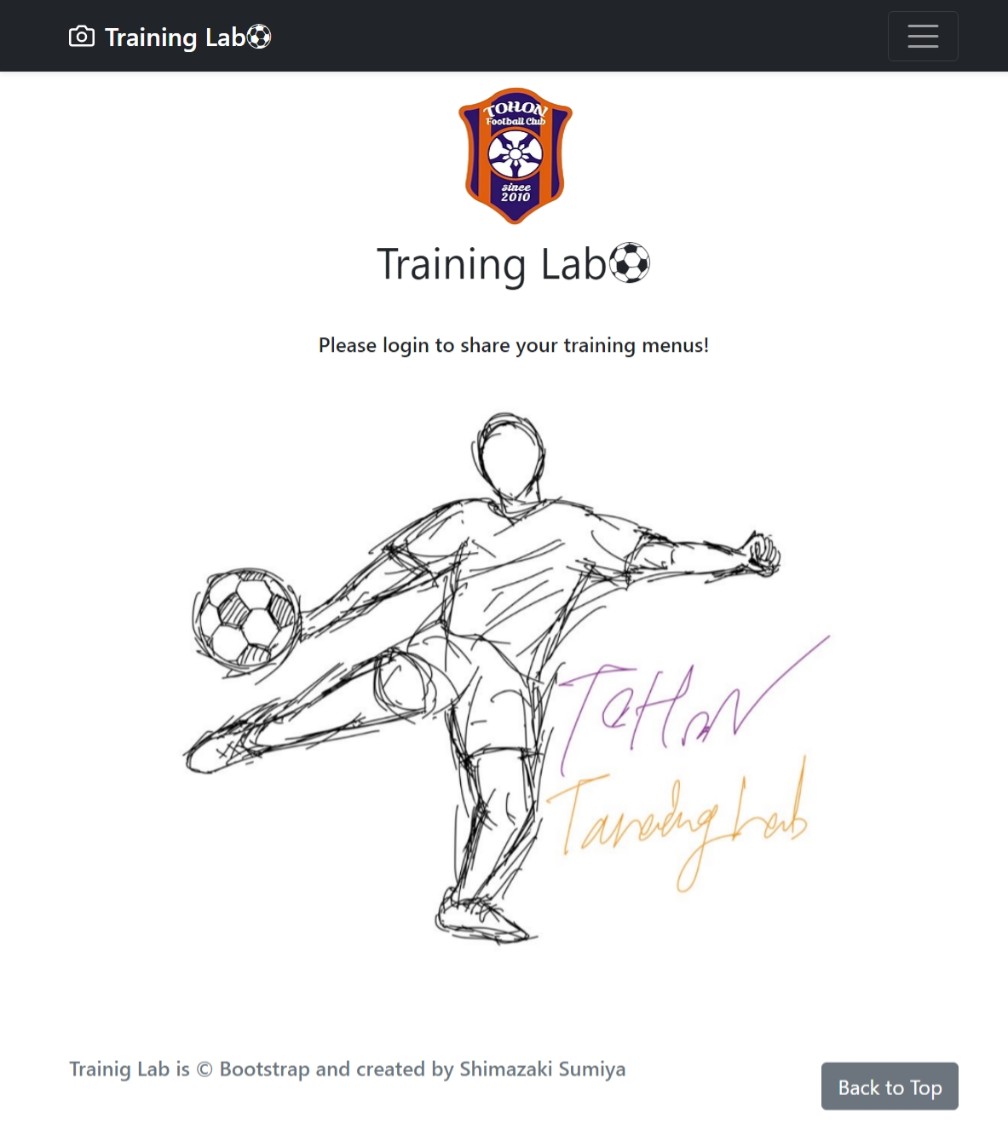 Training Lab⚽
TOHON
Football Club
since
2010
Training Lab⚽
Please login to share your training menus!
TOHON
Training Lab
Trainig Lab is © Bootstrap and created by Shimazaki Sumiya
Back to Top